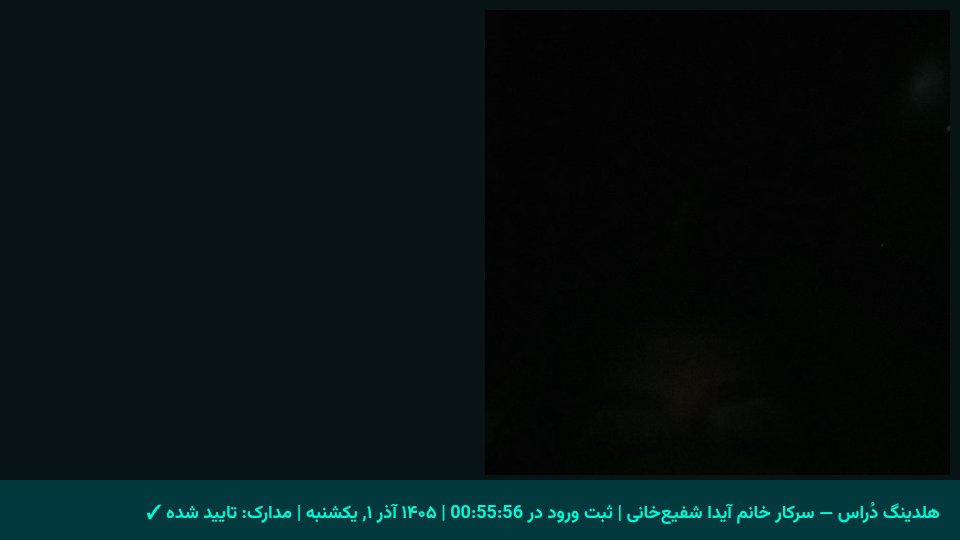 هلدینگ دُراس — سرکار خانم آیدا شفیع‌خانی | ثبت ورود در 00:55:56 | ۱۴۰۵ آذر ۱, یکشنبه | مدارک: تایید شده ✓